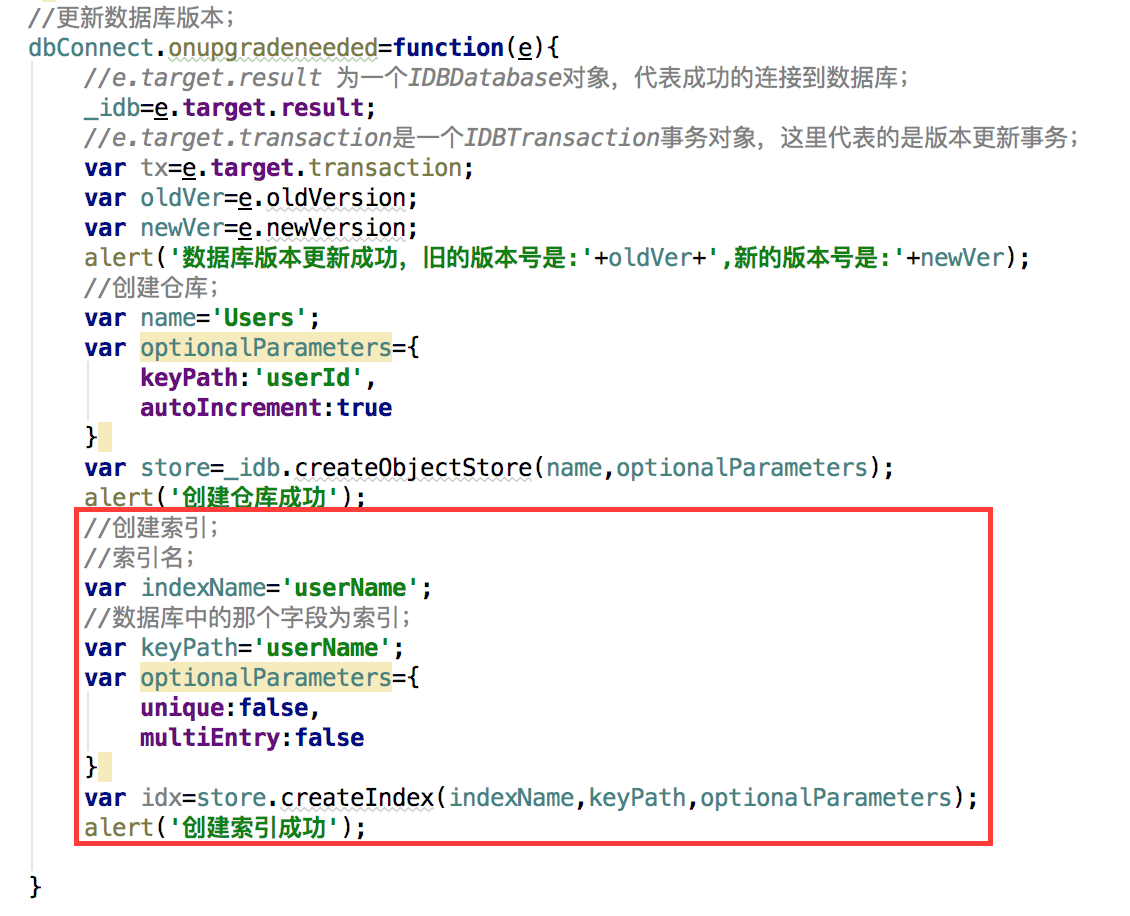 //更新数据库版本;
dbConnect.onupgradeneeded=function(e){
//e.target.result 为一个IDBDatabase对象，代表成功的连接到数据库;
_idb=e.target.result;
//e.target.transaction是一个IDBTransaction事务对象，这里代表的是版本更新事务;
var tx=e.target.transaction;
var oldVer=e.oldVersion;
var newVer=e.newVersion;
alert('数据库版本更新成功，旧的版本号是:'+oldVer+',新的版本号是:'+newVer);
//创建仓库;
var name='Users';
var optionalParameters={
keyPath:'userId',
autoIncrement:true
}
var store=_idb.createObjectStore(name,optionalParameters);
alert('创建仓库成功');
//创建索引;
//索引名;
var indexName='userName';
//数据库中的那个字段为索引;
var keyPath='userName';
var optionalParameters={
unique:false,
multiEntry:false
}
var idx=store.createIndex(indexName,keyPath,optionalParameters);
alert('创建索引成功');
}